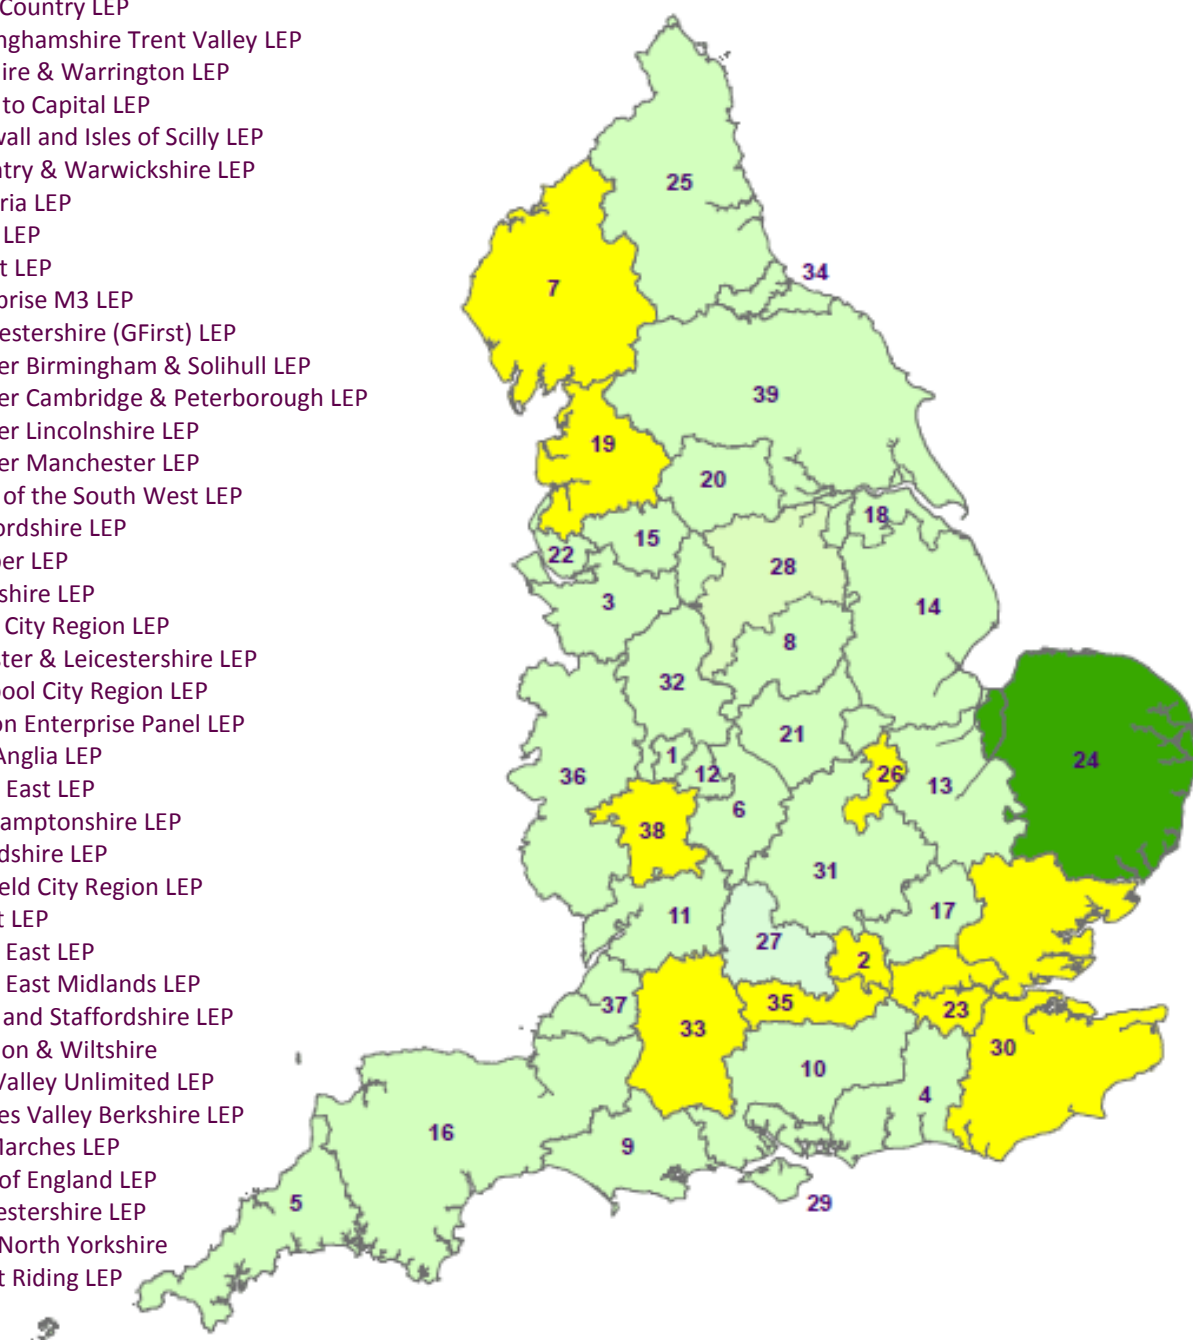 Country LEP
nghamshire Trent Valley LEP
ire & Warrington LEP
to Capital LEP
wall and Isles of Scilly LEP
ntry & Warwickshire LEP
ria LEP
LEP
t LEP
prise M3 LEP
estershire (GFirst) LEP
er Birmingham & Solihull LEP
er Cambridge & Peterborough LEP
er Lincolnshire LEP
er Manchester LEP
of the South West LEP
ordshire LEP
ber LEP
shire LEP
City Region LEP
ster & Leicestershire LEP
pool City Region LEP
on Enterprise Panel LEP
Anglia LEP
East LEP
amptonshire LEP
dshire LEP
eld City Region LEP
t LEP
East LEP
East Midlands LEP
and Staffordshire LEP
on & Wiltshire
Valley Unlimited LEP
es Valley Berkshire LEP
Marches LEP
of England LEP
estershire LEP
North Yorkshire
t Riding LEP
25
34
7
39
19
20
18
15
22
28
3
14
8
32
21
1
12
24
36
26
13
6
38
31
17
11
27
2
37
35
23
33
30
10
4
16
9
5
29